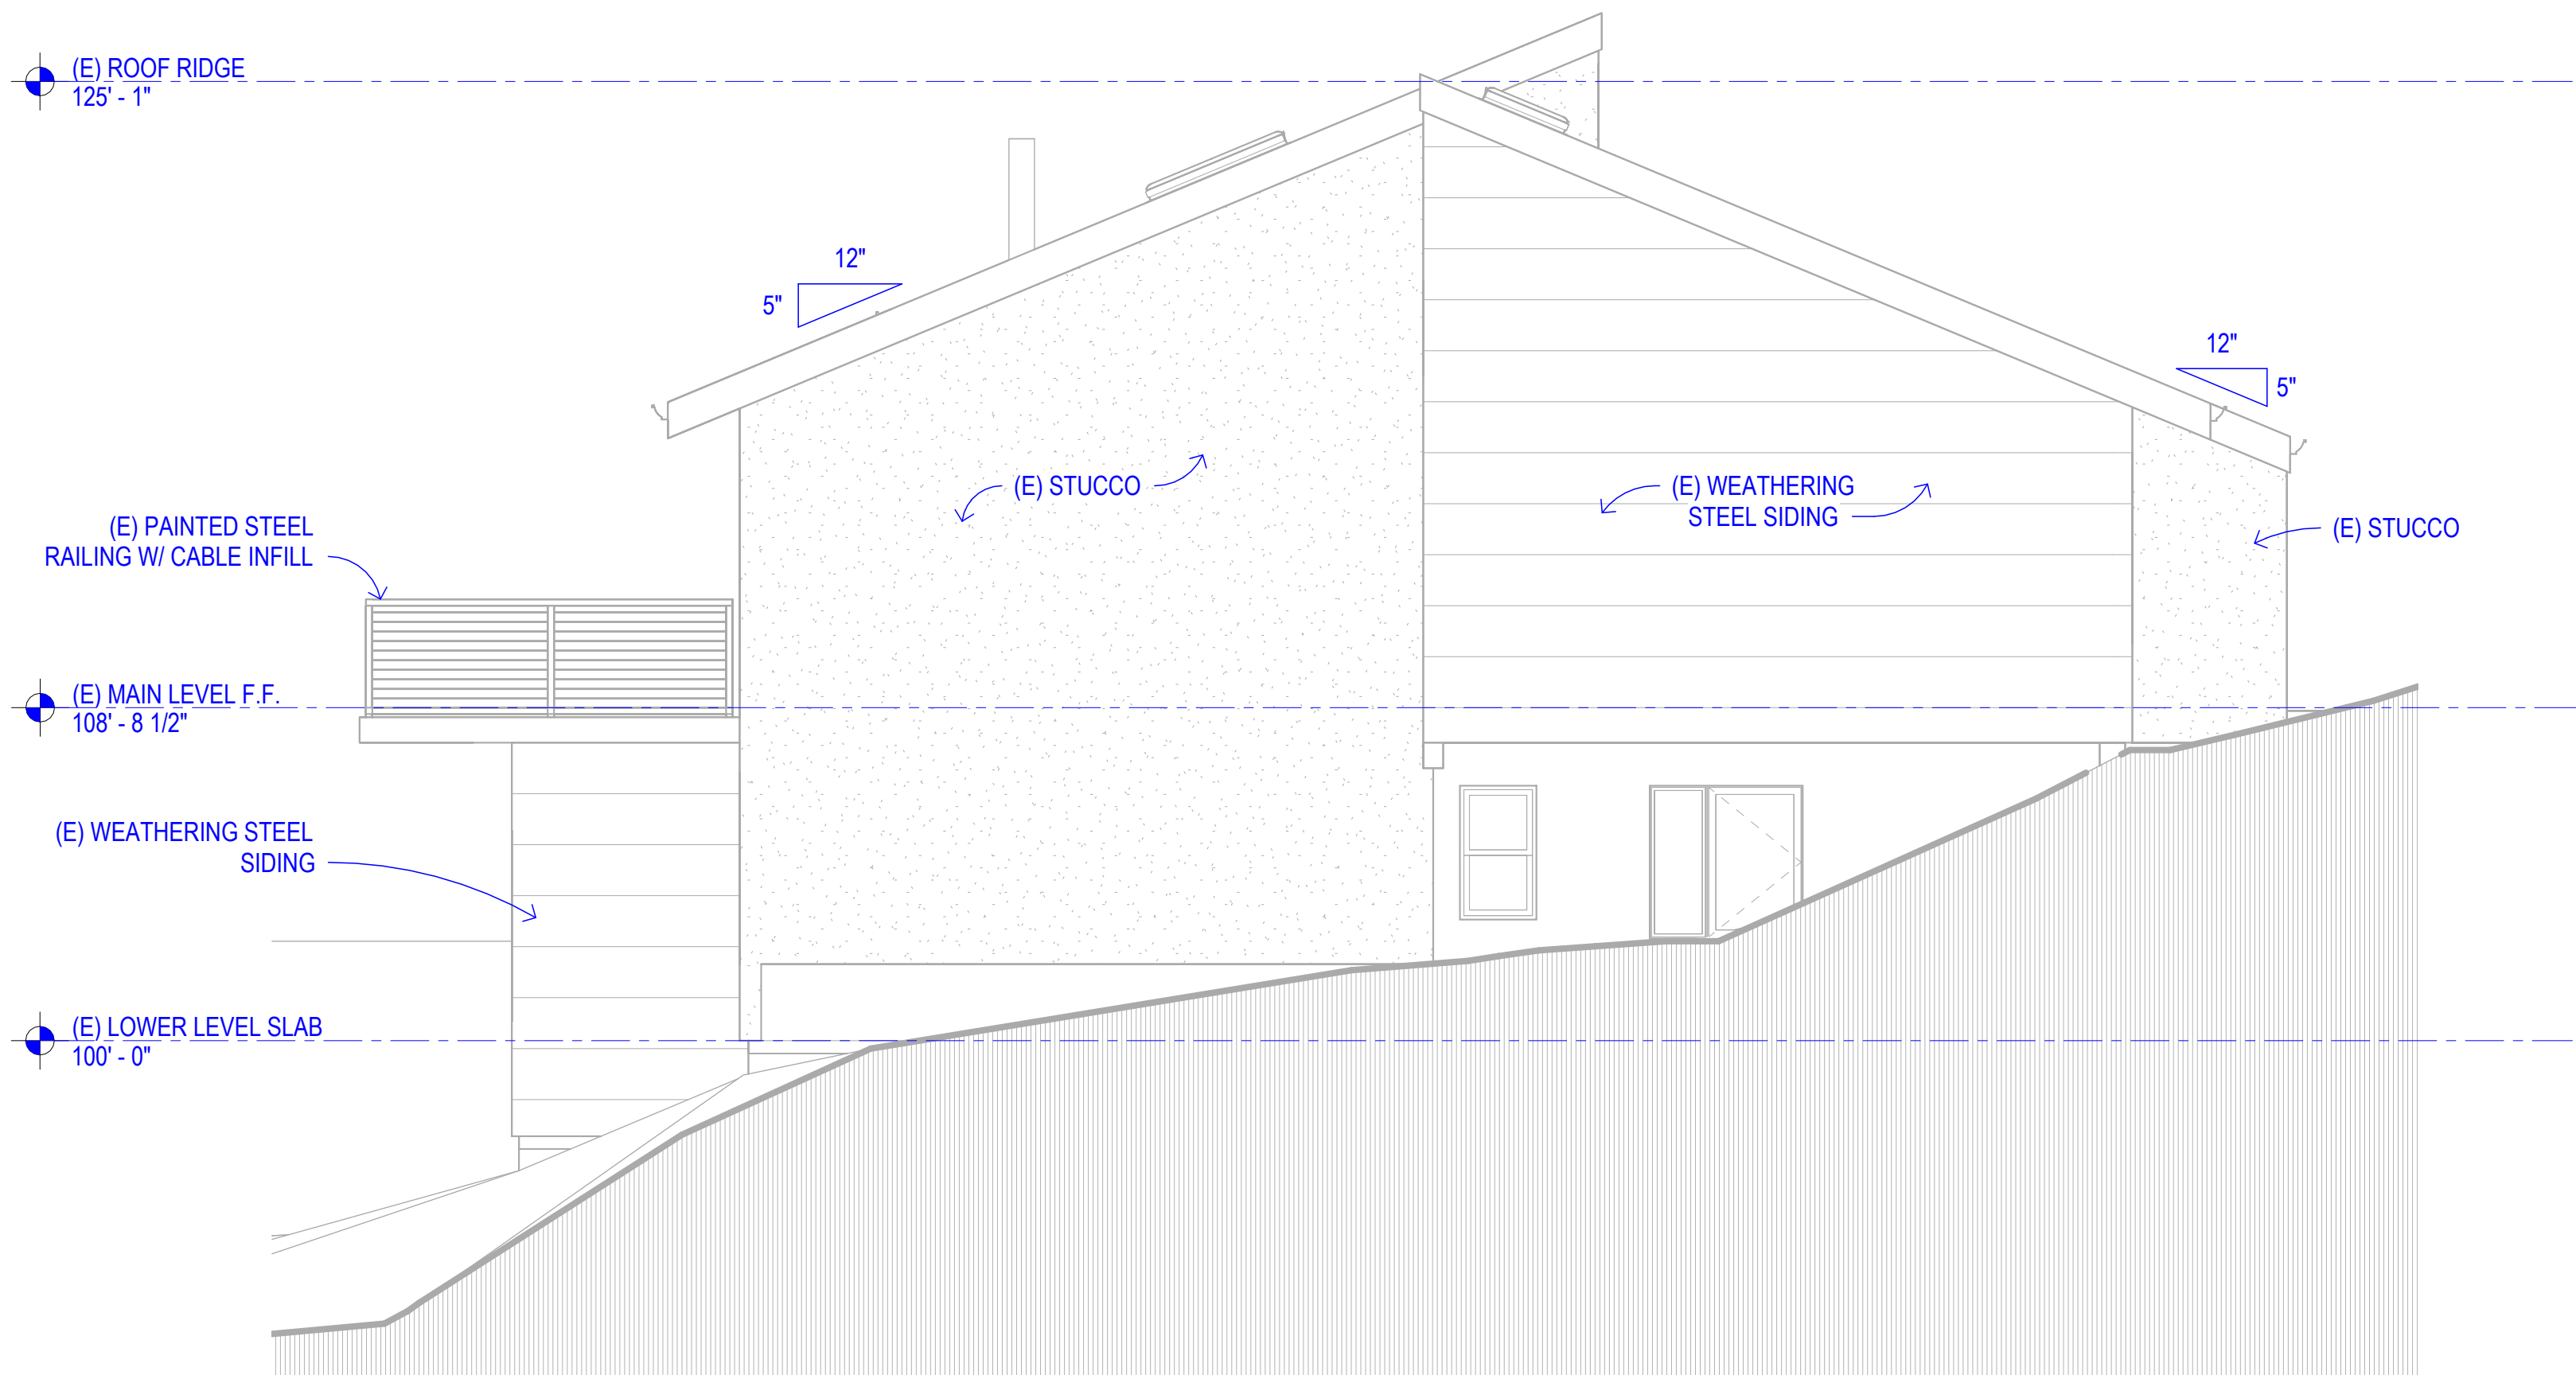 (E) ROOF RIDGE
125' - 1"
12"
5"
12"
5"
(E) STUCCO
(E) WEATHERING
STEEL SIDING
(E) STUCCO
(E) PAINTED STEEL
RAILING W/ CABLE INFILL
(E) MAIN LEVEL F.F.
108' - 8 1/2"
(E) WEATHERING STEEL
SIDING
(E) LOWER LEVEL SLAB
100' - 0"